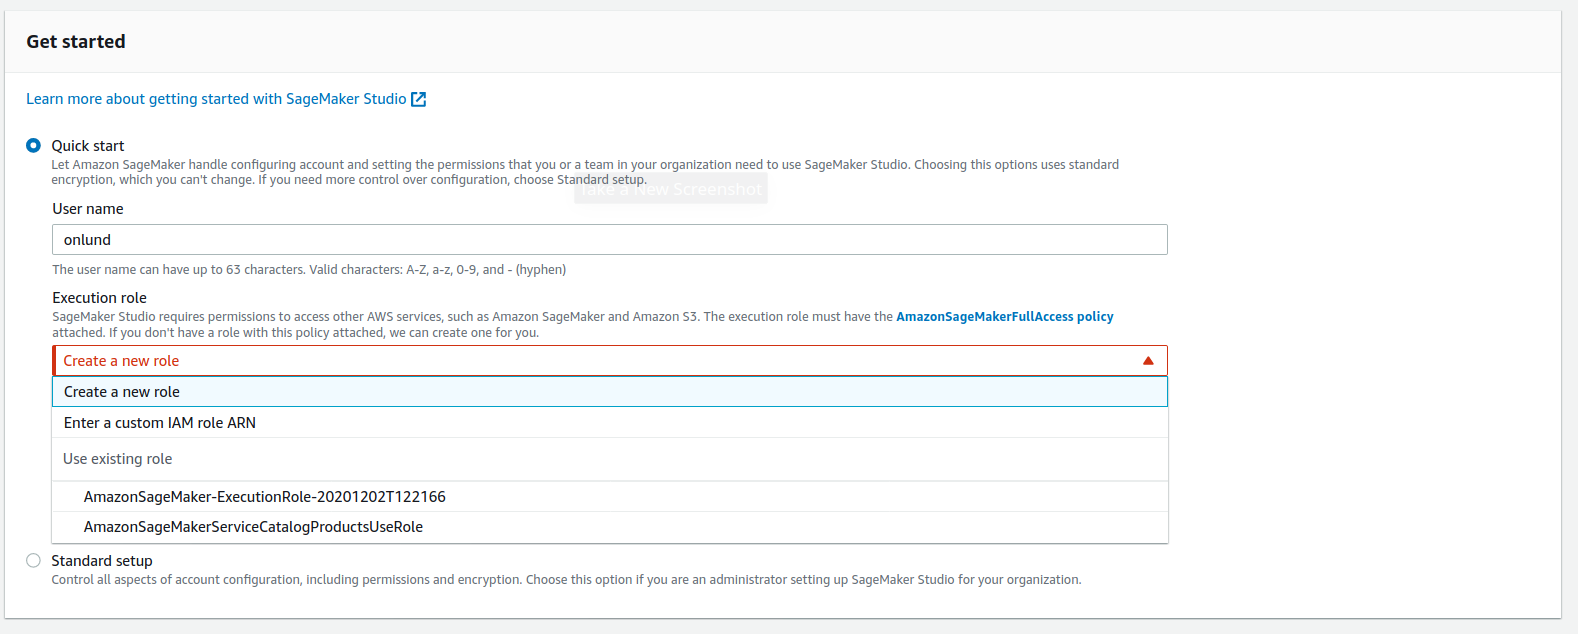 Get started
Learn more about getting started with SageMaker Studio
Quick start
Let Amazon SageMaker handle configuring account and setting the permissions that you or a team in your organization need to use SageMaker Studio. Choosing this options uses standard
encryption, which you can't change. If you need more control over configuration, choose Standard setup.
Take a New Screenshot
User name
onlund
The user name can have up to 63 characters. Valid characters: A-Z, a-z, 0-9, and - (hyphen)
Execution role
SageMaker Studio requires permissions to access other AWS services, such as Amazon SageMaker and Amazon S3. The execution role must have the AmazonSageMakerFullAccess policy
attached. If you don't have a role with this policy attached, we can create one for you.
Create a new role
Create a new role
Enter a custom IAM role ARN
Use existing role
AmazonSageMaker-ExecutionRole-20201202T122166
AmazonSageMakerServiceCatalogProductsUseRole
Standard setup
Control all aspects of account configuration, including permissions and encryption. Choose this option if you are an administrator setting up SageMaker Studio for your organization.